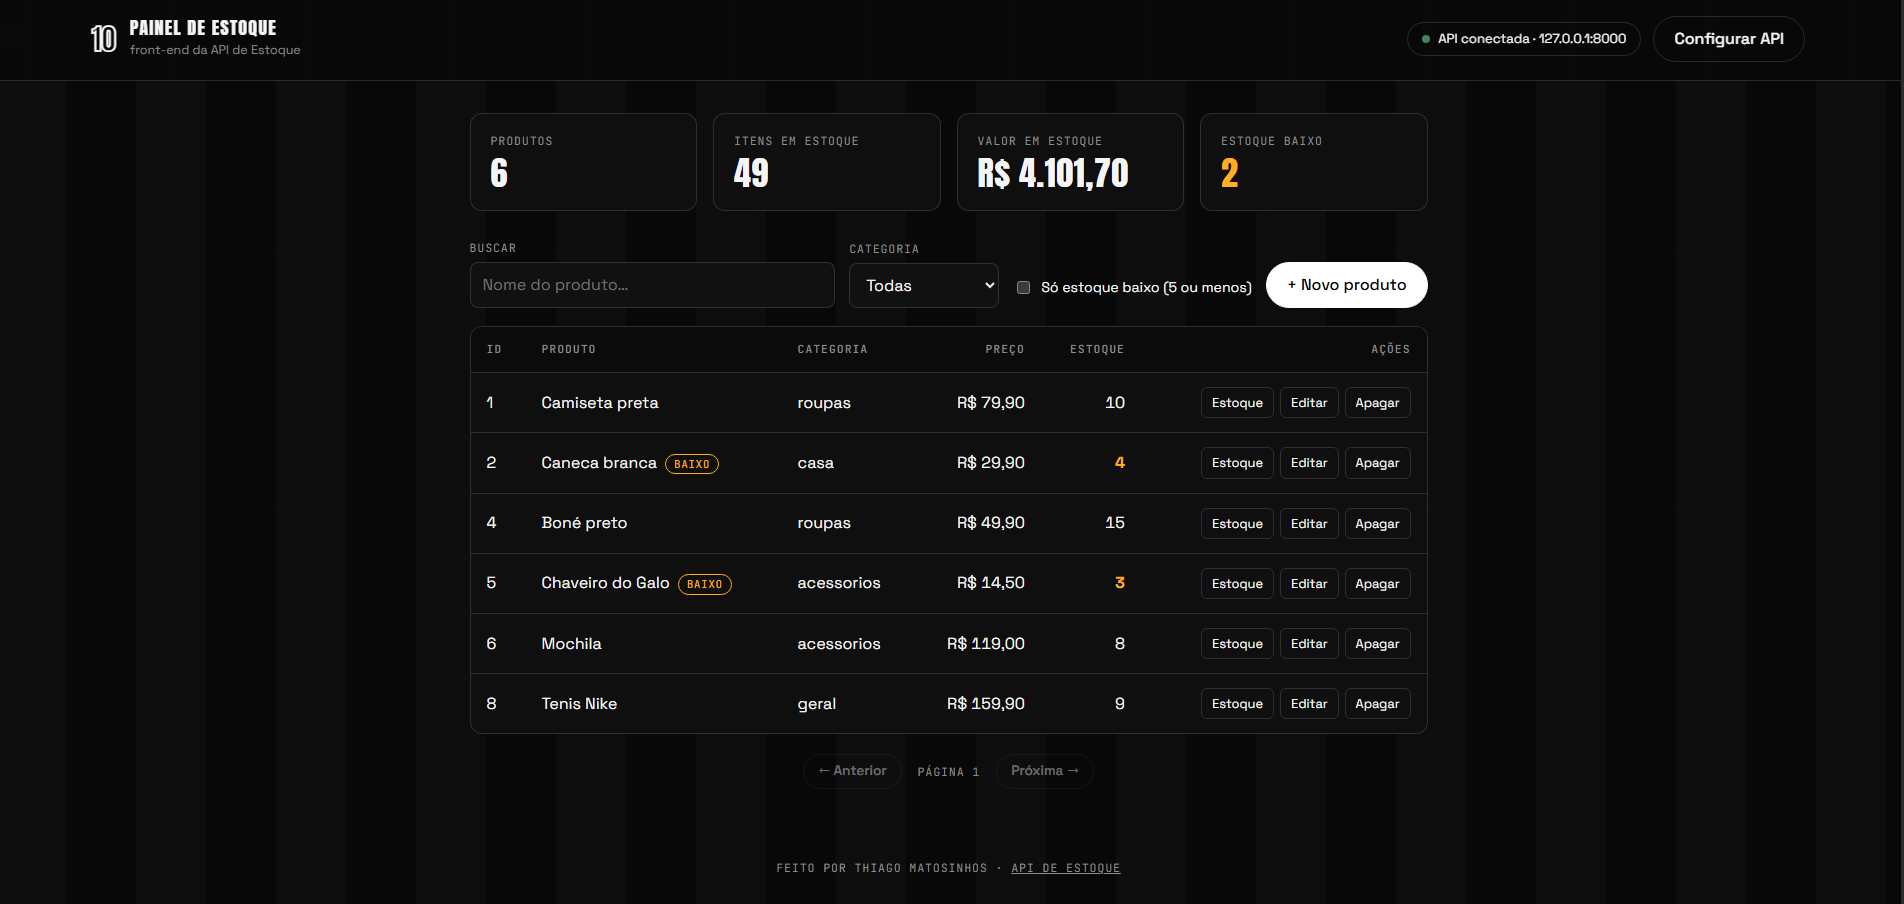 10
PAINEL DE ESTOQUE
front-end da API de Estoque
API conectada · 127.0.0.1:8000
Configurar API
PRODUTOS
6
ITENS EM ESTOQUE
49
VALOR EM ESTOQUE
R$ 4.101,70
ESTOQUE BAIXO
2
BUSCAR
Nome do produto...
CATEGORIA
Todas
Só estoque baixo (5 ou menos)
+ Novo produto
ID PRODUTO CATEGORIA PREÇO ESTOQUE AÇÕES
1 Camiseta preta roupas R$ 79,90 10 Estoque Editar Apagar
2 Caneca branca BAIXO casa R$ 29,90 4 Estoque Editar Apagar
4 Boné preto roupas R$ 49,90 15 Estoque Editar Apagar
5 Chaveiro do Galo BAIXO acessorios R$ 14,50 3 Estoque Editar Apagar
6 Mochila acessorios R$ 119,00 8 Estoque Editar Apagar
8 Tenis Nike geral R$ 159,90 9 Estoque Editar Apagar
← Anterior PÁGINA 1 Próxima →
FEITO POR THIAGO MATOSINHOS · API DE ESTOQUE